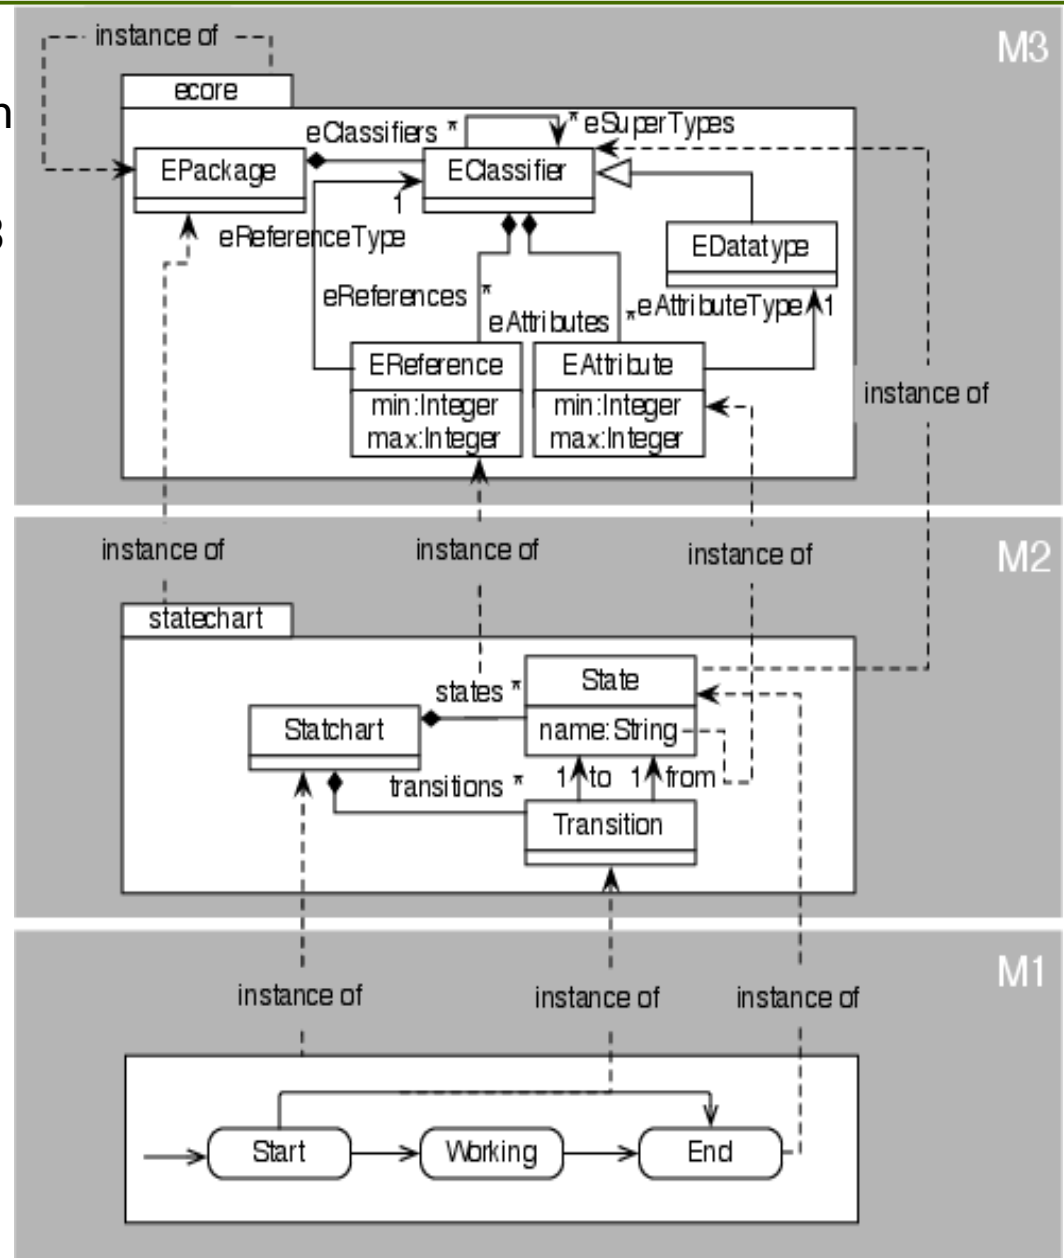 instance of
M3
ecore
n
eClassifiers *
* eSuperTypes
EPackage
EClassifier
1
EDatatype
3
eReferenceType
eReferences *
eAttributes *
eAttributeType 1
EReference
EAttribute
min:Integer
max:Integer
min:Integer
max:Integer
instance of
instance of
instance of
instance of
M2
statechart
State
states *
Statchart
name:String
transitions *
1 to
1 from
Transition
M1
instance of
instance of
instance of
Start
Working
End